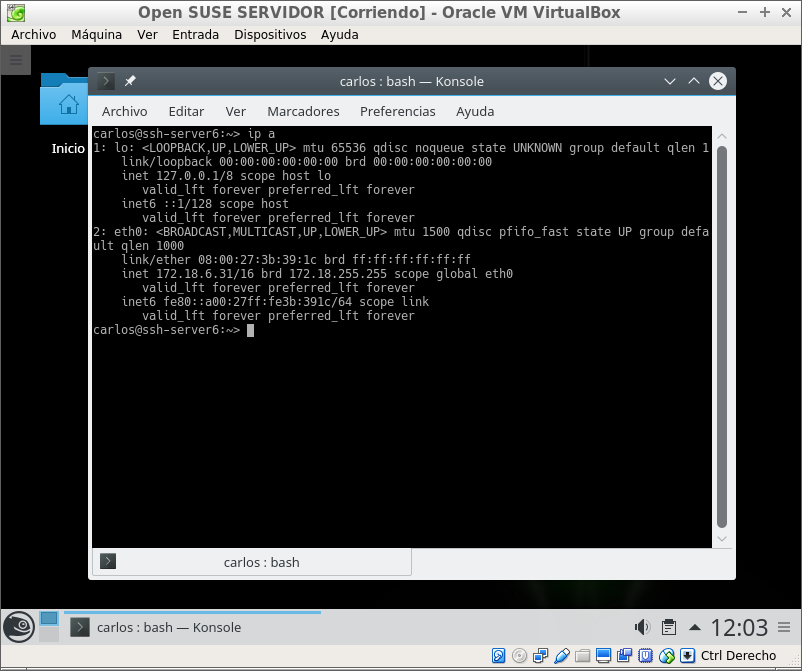 Open SUSE SERVIDOR [Corriendo] - Oracle VM VirtualBox
Archivo Máquina Ver Entrada Dispositivos Ayuda
Inicio
carlos : bash — Konsole
Archivo Editar Ver Marcadores Preferencias Ayuda
carlos@ssh-server6:~> ip a
1: lo: <LOOPBACK,UP,LOWER_UP> mtu 65536 qdisc noqueue state UNKNOWN group default qlen 1
link/loopback 00:00:00:00:00:00 brd 00:00:00:00:00:00
inet 127.0.0.1/8 scope host lo
valid_lft forever preferred_lft forever
inet6 ::1/128 scope host
valid_lft forever preferred_lft forever
2: eth0: <BROADCAST,MULTICAST,UP,LOWER_UP> mtu 1500 qdisc pfifo_fast state UP group defa
ult qlen 1000
link/ether 08:00:27:3b:39:1c brd ff:ff:ff:ff:ff:ff
inet 172.18.6.31/16 brd 172.18.255.255 scope global eth0
valid_lft forever preferred_lft forever
inet6 fe80::a00:27ff:fe3b:391c/64 scope link
valid_lft forever preferred_lft forever
carlos@ssh-server6:~>
carlos : bash
carlos : bash — Konsole
12:03
Ctrl Derecho